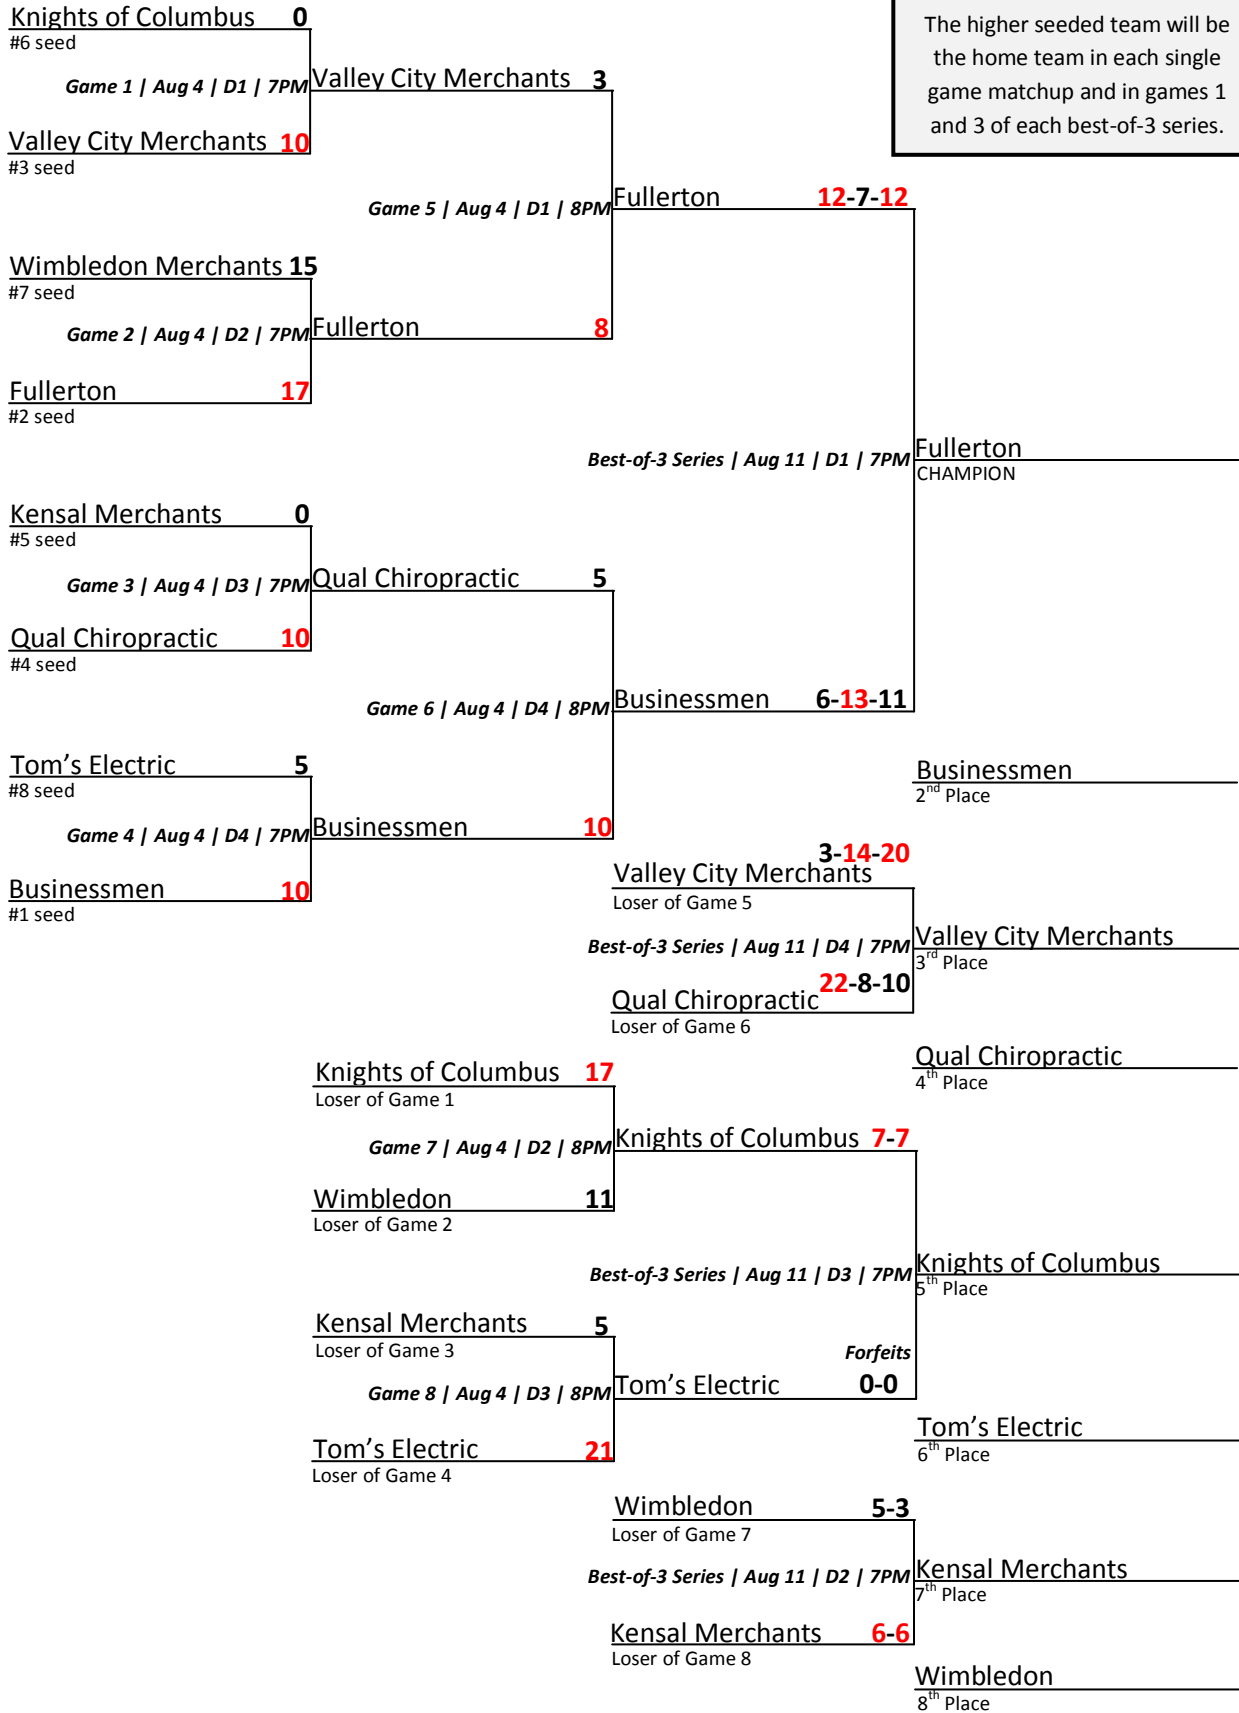 Knights of Columbus 0
#6 seed
Game 1 | Aug 4 | D1 | 7PM
Valley City Merchants 3
Valley City Merchants 10
#3 seed
The higher seeded team will be
the home team in each single
game matchup and in games 1
and 3 of each best-of-3 series.
Game 5 | Aug 4 | D1 | 8PM
Fullerton 12-7-12
Wimbledon Merchants 15
#7 seed
Game 2 | Aug 4 | D2 | 7PM
Fullerton 8
Fullerton 17
#2 seed
Best-of-3 Series | Aug 11 | D1 | 7PM
Fullerton
CHAMPION
Kensal Merchants 0
#5 seed
Game 3 | Aug 4 | D3 | 7PM
Qual Chiropractic 5
Qual Chiropractic 10
#4 seed
Game 6 | Aug 4 | D4 | 8PM
Businessmen 6-13-11
Tom's Electric 5
#8 seed
Game 4 | Aug 4 | D4 | 7PM
Businessmen 10
Businessmen 10
#1 seed
Businessmen
2nd Place
Valley City Merchants 3-14-20
Loser of Game 5
Best-of-3 Series | Aug 11 | D4 | 7PM
Valley City Merchants
3rd Place
Qual Chiropractic 22-8-10
Loser of Game 6
Qual Chiropractic
4th Place
Knights of Columbus 17
Loser of Game 1
Game 7 | Aug 4 | D2 | 8PM
Knights of Columbus 7-7
Wimbledon 11
Loser of Game 2
Best-of-3 Series | Aug 11 | D3 | 7PM
Knights of Columbus
5th Place
Kensal Merchants 5
Loser of Game 3
Game 8 | Aug 4 | D3 | 8PM
Forfeits
Tom's Electric 0-0
Tom's Electric 21
Loser of Game 4
Tom's Electric
6th Place
Wimbledon 5-3
Loser of Game 7
Best-of-3 Series | Aug 11 | D2 | 7PM
Kensal Merchants
7th Place
Kensal Merchants 6-6
Loser of Game 8
Wimbledon
8th Place